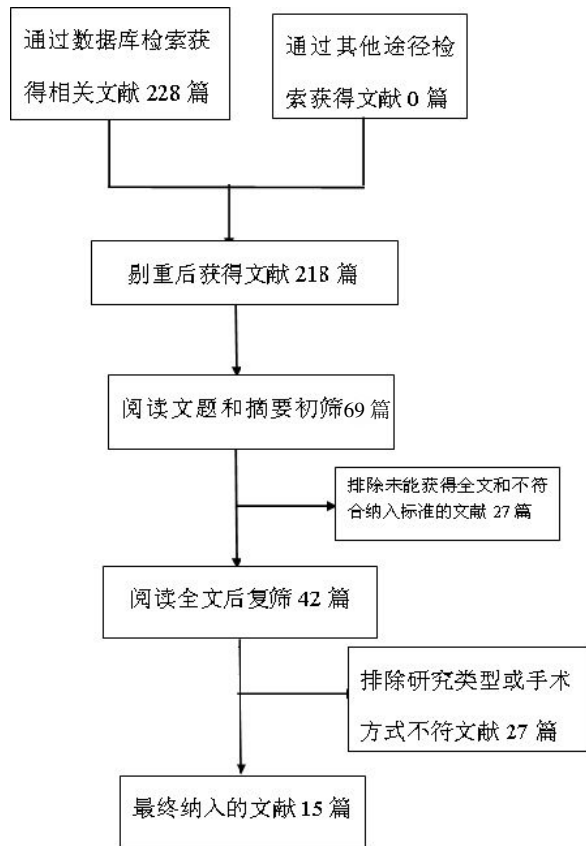 通过数据库检索获
得相关文献 228 篇
通过其他途径检
索获得文献 0 篇
剔重后获得文献 218 篇
阅读文题和摘要初筛69 篇
排除未能获得全文和不符
合纳入标准的文献 27 篇
阅读全文后复筛 42 篇
排除研究类型或手术
方式不符文献 27 篇
最终纳入的文献 15 篇